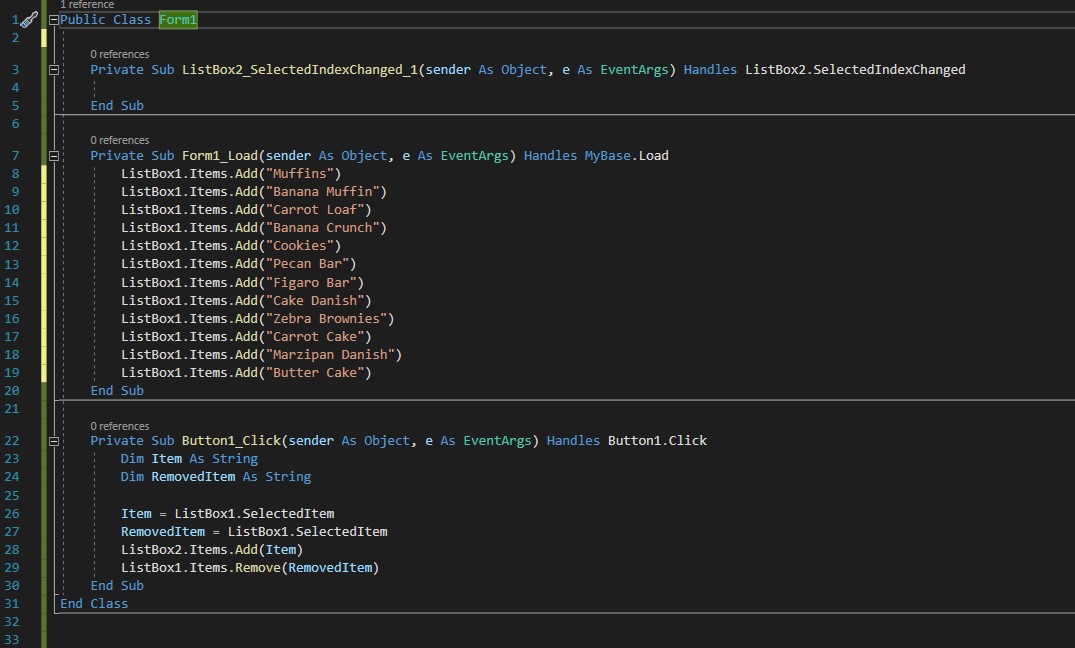 1 reference
1 Public Class Form1
2
0 references
3 Private Sub ListBox2_SelectedIndexChanged_1(sender As Object, e As EventArgs) Handles ListBox2.SelectedIndexChanged
4
5 End Sub
6
0 references
7 Private Sub Form1_Load(sender As Object, e As EventArgs) Handles MyBase.Load
8 ListBox1.Items.Add("Muffins")
9 ListBox1.Items.Add("Banana Muffin")
10 ListBox1.Items.Add("Carrot Loaf")
11 ListBox1.Items.Add("Banana Crunch")
12 ListBox1.Items.Add("Cookies")
13 ListBox1.Items.Add("Pecan Bar")
14 ListBox1.Items.Add("Figaro Bar")
15 ListBox1.Items.Add("Cake Danish")
16 ListBox1.Items.Add("Zebra Brownies")
17 ListBox1.Items.Add("Carrot Cake")
18 ListBox1.Items.Add("Marzipan Danish")
19 ListBox1.Items.Add("Butter Cake")
20 End Sub
21
0 references
22 Private Sub Button1_Click(sender As Object, e As EventArgs) Handles Button1.Click
23 Dim Item As String
24 Dim RemovedItem As String
25
26 Item = ListBox1.SelectedItem
27 RemovedItem = ListBox1.SelectedItem
28 ListBox2.Items.Add(Item)
29 ListBox1.Items.Remove(RemovedItem)
30 End Sub
31 End Class
32
33